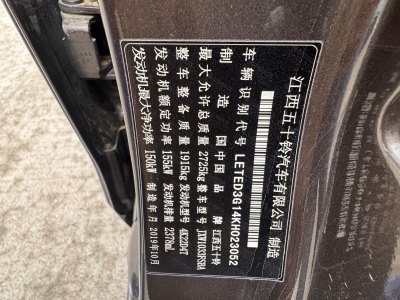 江西五十铃汽车有限公司 制造
车辆识别代号 LETED3G14KH023052
制造国 中国 品牌 江西五十铃
最大允许总质量 2725kg 整车型号 JXW1033PSRA
整车整备质量 1915kg 发动机型号 4K22D4T
发动机额定功率 155kW 发动机排量 2378mL
发动机最大净功率 150kW 制造年月 2019年10月